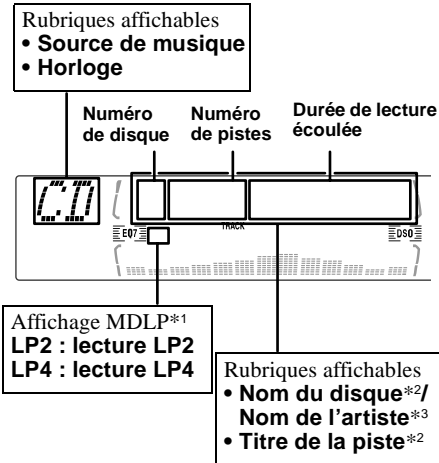 Rubriques affichables
• Source de musique
• Horloge
Numéro
de disque
Numéro
de pistes
Durée de lecture
écoulée
CD
TRACK
EQ7
DSO
Affichage MDLP*1
LP2 : lecture LP2
LP4 : lecture LP4
Rubriques affichables
• Nom du disque*2/
Nom de l’artiste*3
• Titre de la piste*2